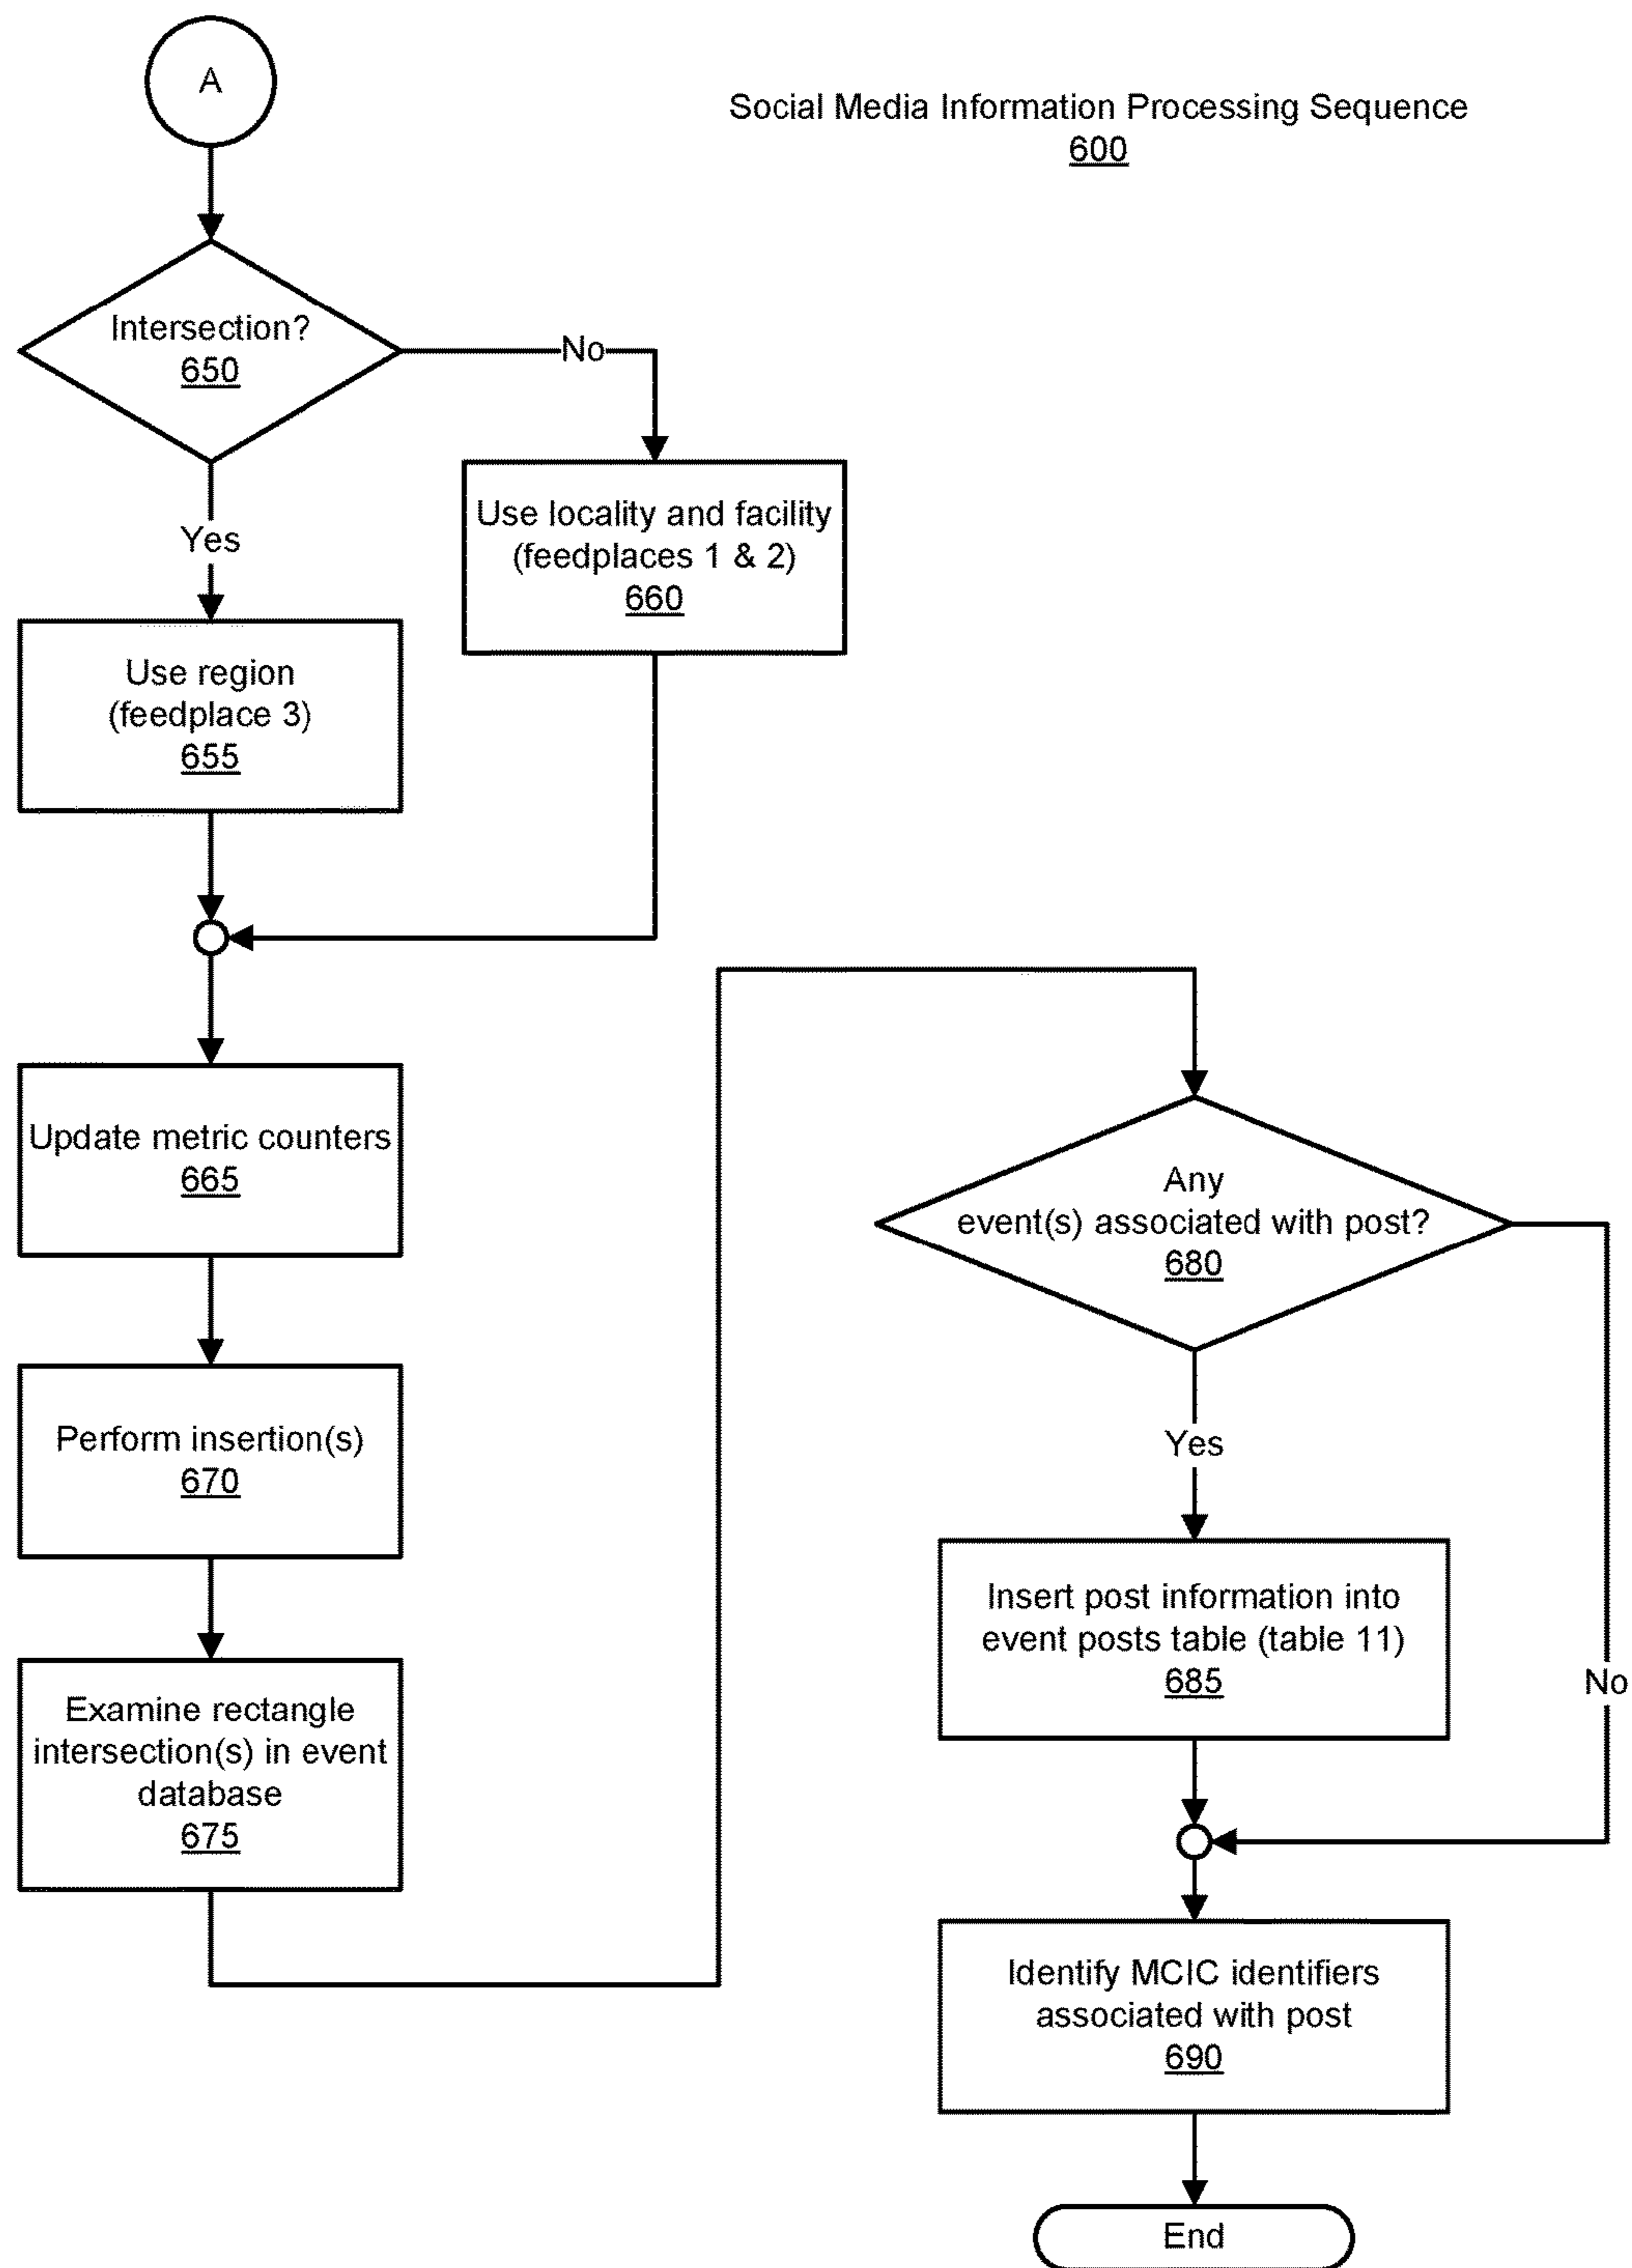 A
Social Media Information Processing Sequence
600
Intersection?
650
No
Yes
Use locality and facility
(feedplaces 1 & 2)
660
Use region
(feedplace 3)
655
Update metric counters
665
Perform insertion(s)
670
Examine rectangle
intersection(s) in event
database
675
Any
event(s) associated with post?
680
Yes
No
Insert post information into
event posts table (table 11)
685
Identify MCIC identifiers
associated with post
690
End